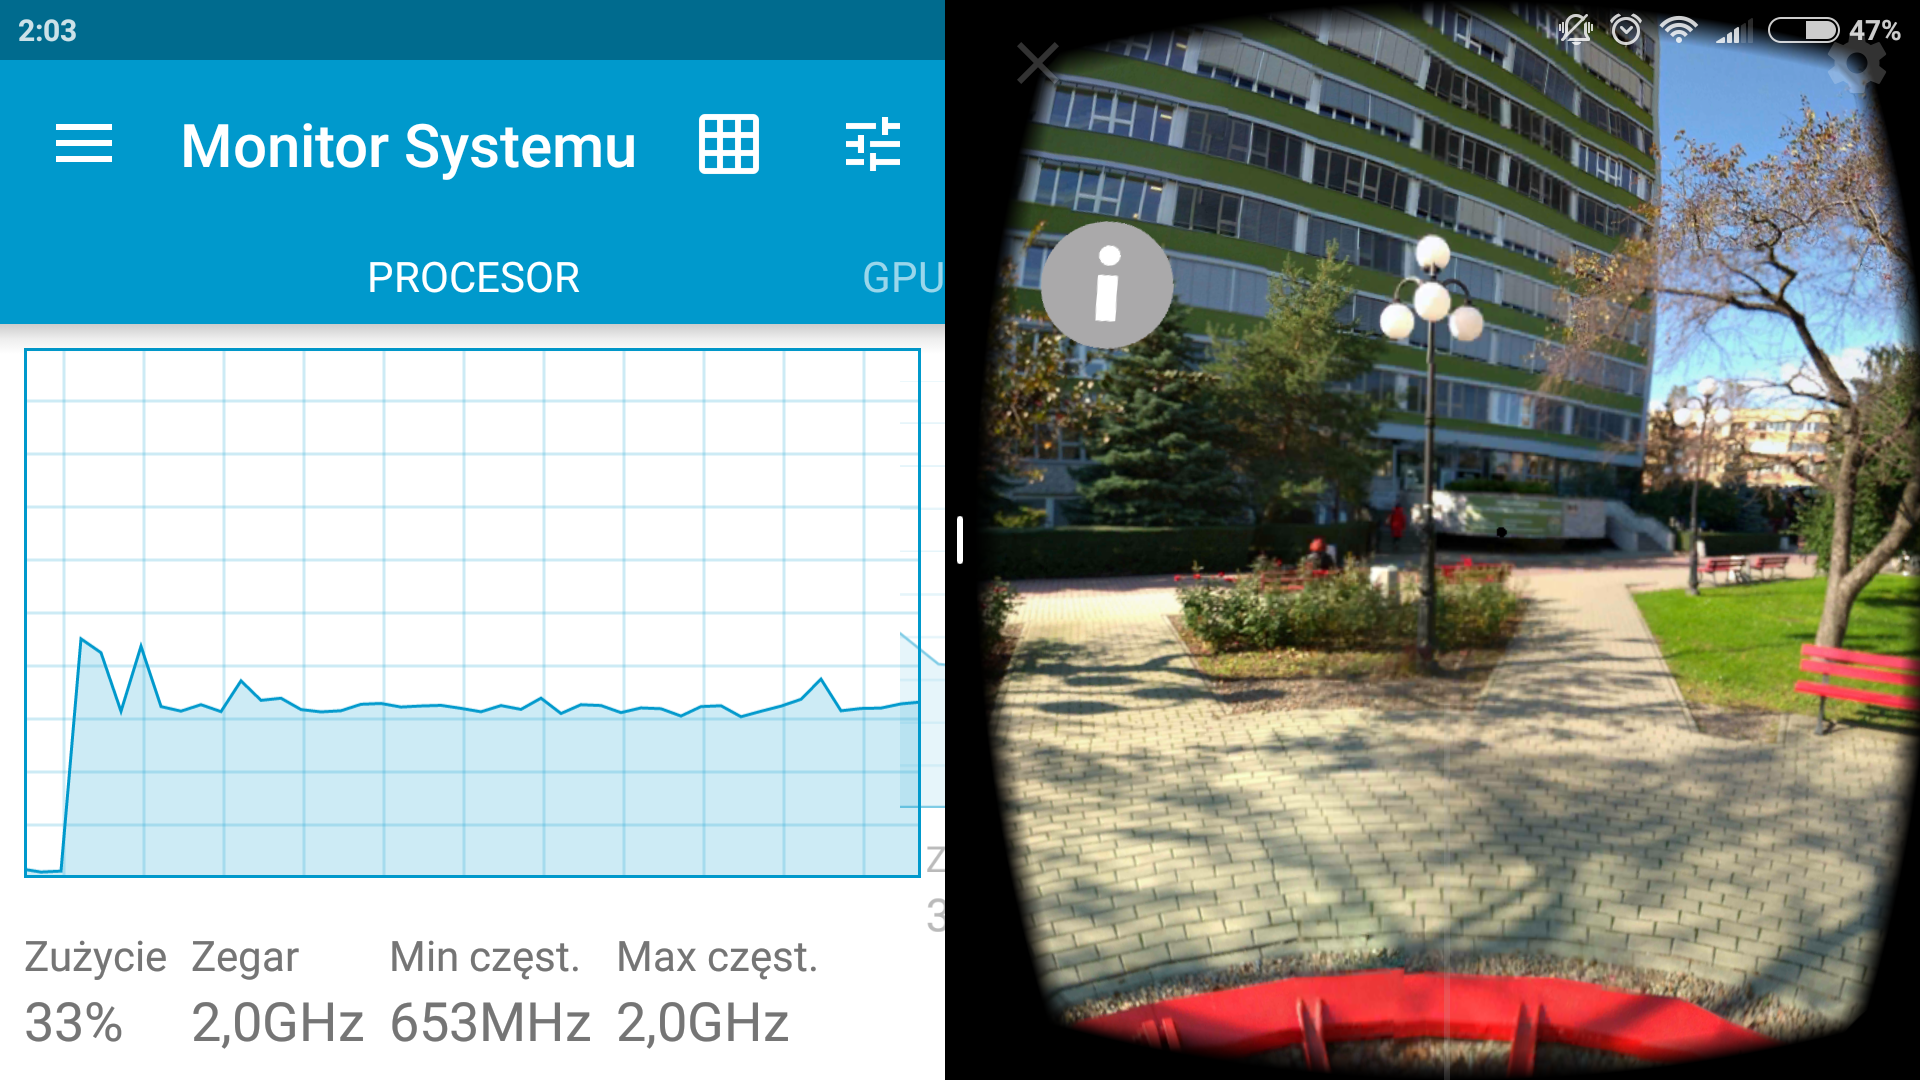 2:03
47%
Monitor Systemu
PROCESOR
GPU
Zużycie Zegar Min częst. Max częst.
33% 2,0GHz 653MHz 2,0GHz
Z
3